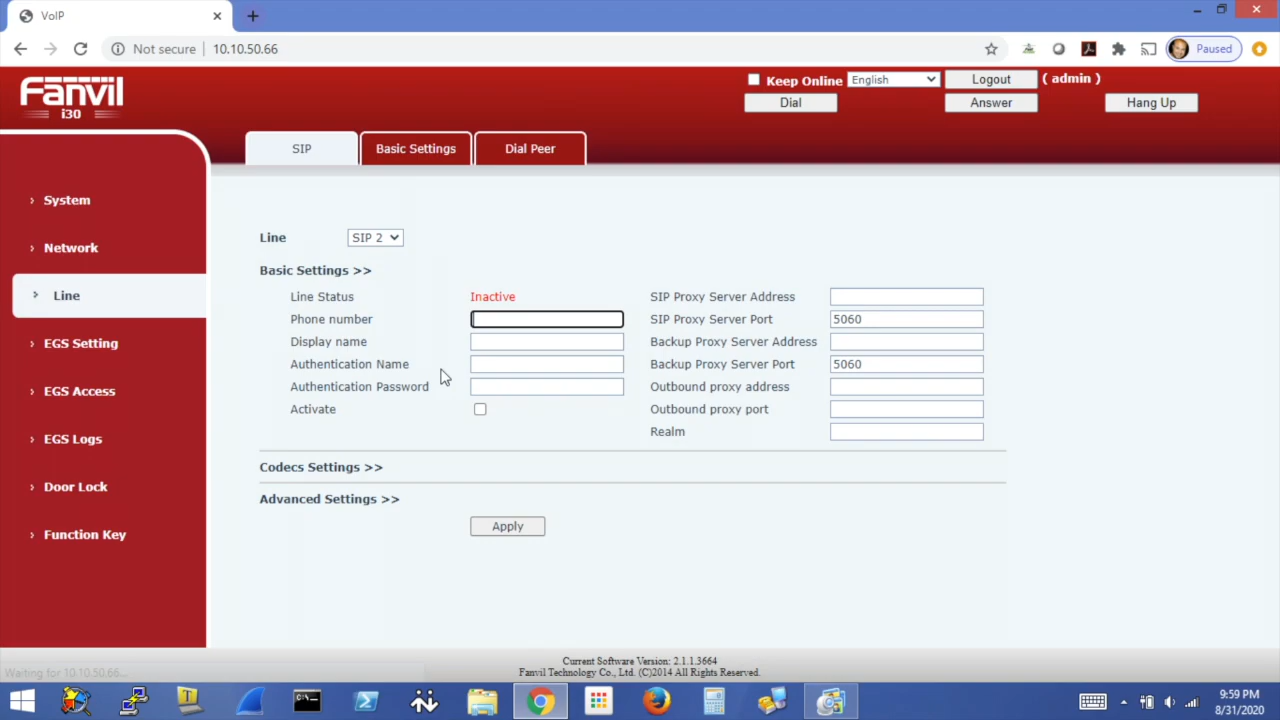 VoIP
Not secure | 10.10.50.66
Paused
Fanvil
i30
Keep Online English Logout ( admin )
Dial Answer Hang Up
SIP Basic Settings Dial Peer
› System
› Network
› Line
› EGS Setting
› EGS Access
› EGS Logs
› Door Lock
› Function Key
Line SIP 2
Basic Settings >>
Line Status Inactive SIP Proxy Server Address
Phone number SIP Proxy Server Port 5060
Display name Backup Proxy Server Address
Authentication Name Backup Proxy Server Port 5060
Authentication Password Outbound proxy address
Activate Outbound proxy port
Realm
Codecs Settings >>
Advanced Settings >>
Apply
Current Software Version: 2.1.1.3664
Fanvil Technology Co., Ltd. (C)2014 All Rights Reserved.
Waiting for 10.10.50.66...
9:59 PM
8/31/2020